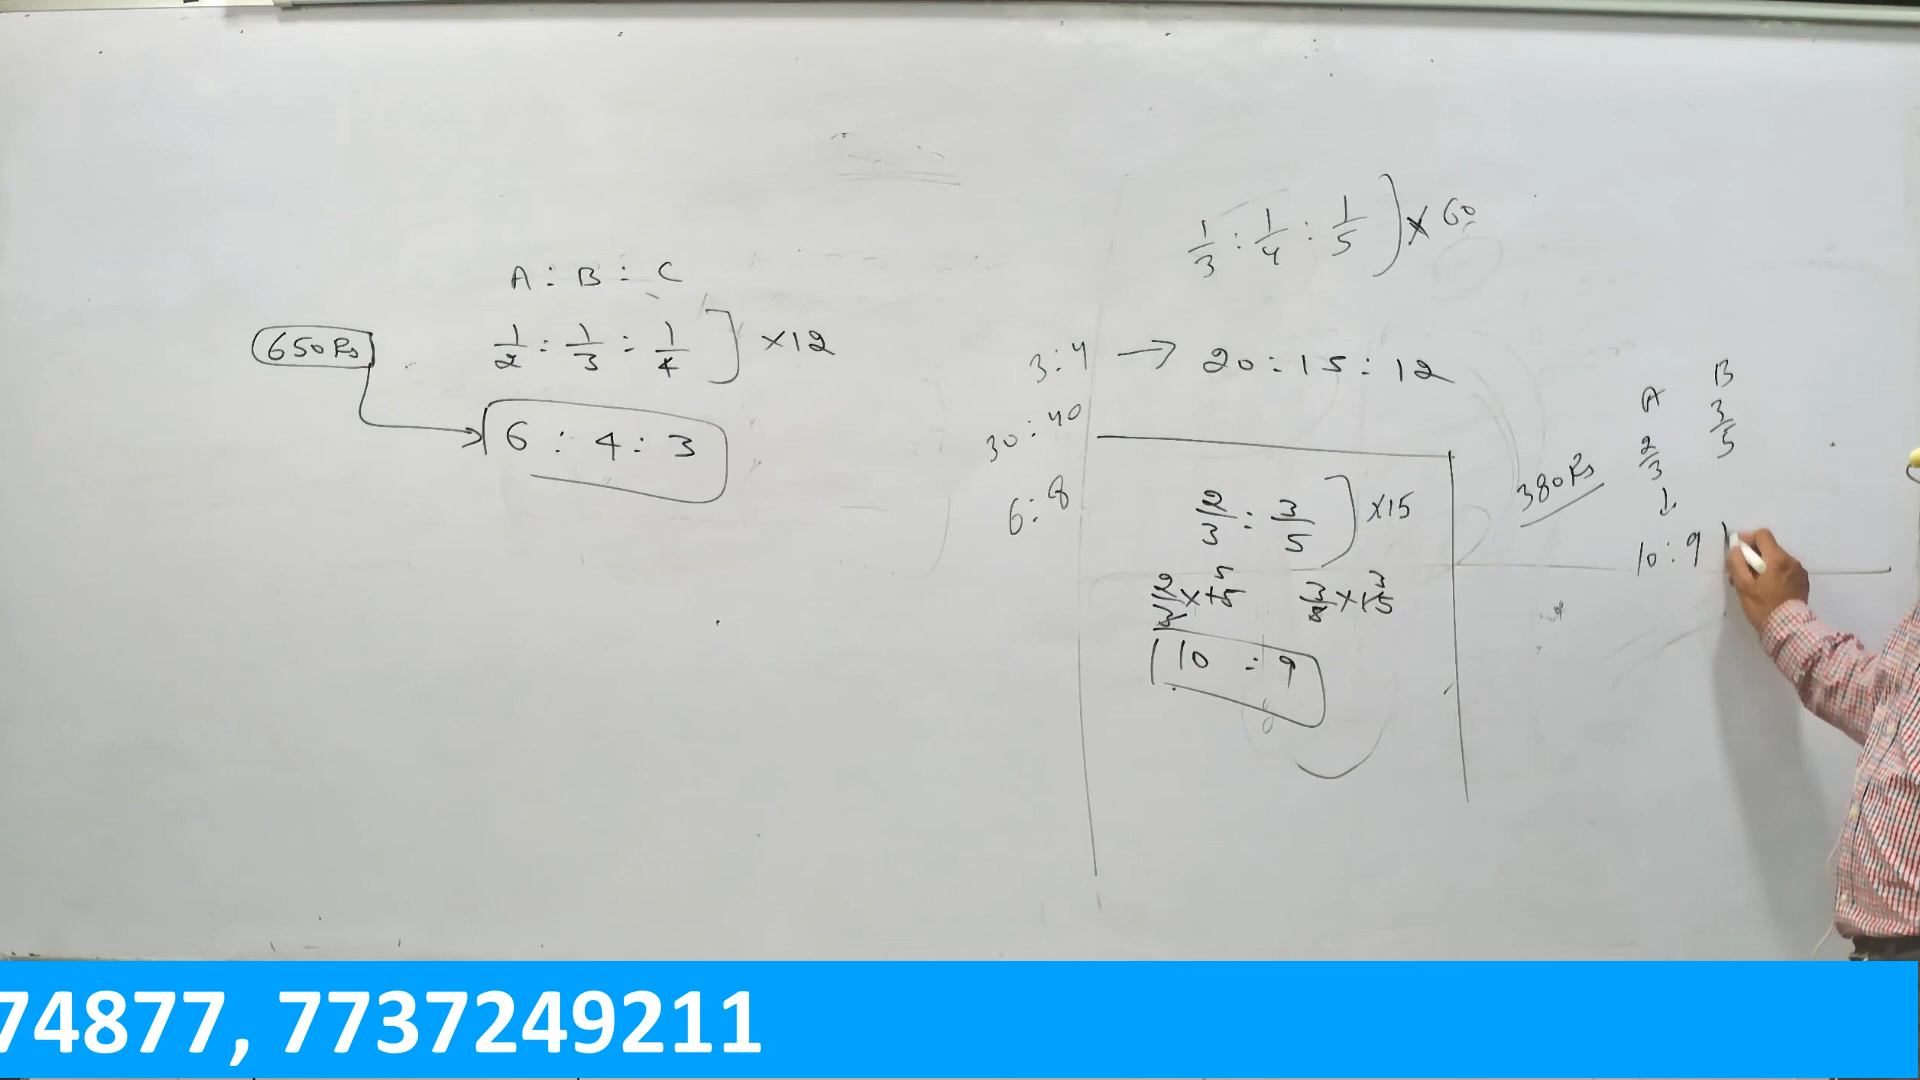 A : B : C
650 Rs
1/2 : 1/3 : 1/4 ] ×12
6 : 4 : 3
1/3 : 1/4 : 1/5 ) × 60
3:4 → 20 : 15 : 12
30:40
6:8
2/3 : 3/5 ) ×15
2/3 × 15 5 3/5 × 15 3
10 : 9
380 Rs
A B
2/3 3/5
↓
10 : 9
74877, 7737249211